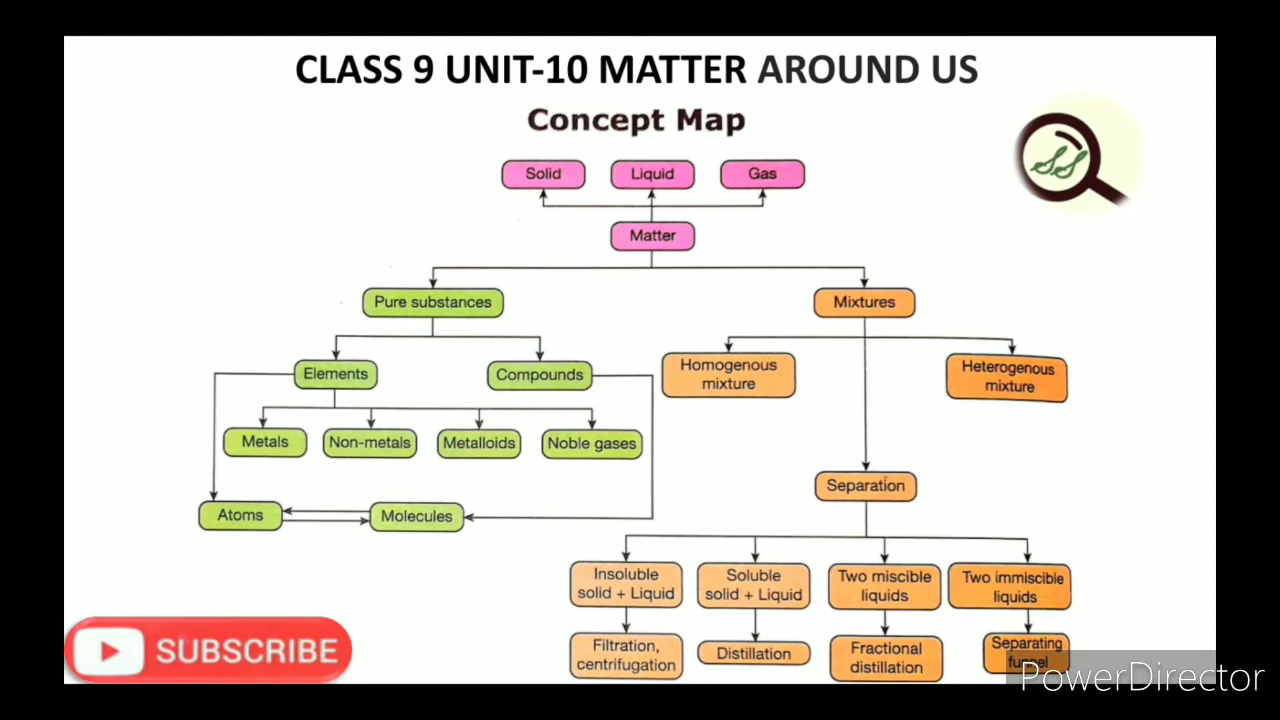 CLASS 9 UNIT-10 MATTER AROUND US
Concept Map
Solid
Liquid
Gas
Matter
Pure substances
Mixtures
Elements
Compounds
Homogenous
mixture
Heterogenous
mixture
Metals
Non-metals
Metalloids
Noble gases
Separation
Atoms
Molecules
Insoluble
solid + Liquid
Soluble
solid + Liquid
Two miscible
liquids
Two immiscible
liquids
Filtration,
centrifugation
Distillation
Fractional
distillation
Separating
funnel
SUBSCRIBE
PowerDirector